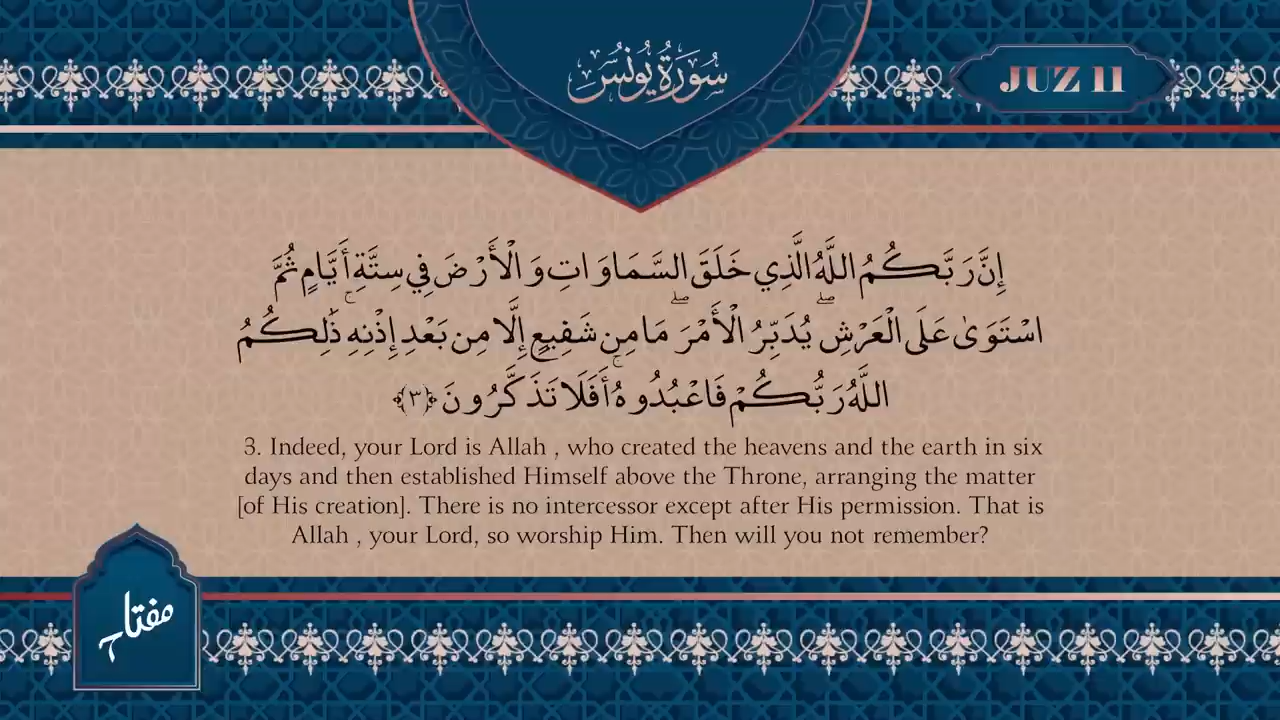 سُورَةُ يُونُس
JUZ 11
إِنَّ رَبَّكُمُ اللَّهُ الَّذِي خَلَقَ السَّمَاوَاتِ وَالْأَرْضَ فِي سِتَّةِ أَيَّامٍ ثُمَّ
اسْتَوَىٰ عَلَى الْعَرْشِ ۖ يُدَبِّرُ الْأَمْرَ ۖ مَا مِن شَفِيعٍ إِلَّا مِن بَعْدِ إِذْنِهِ ۚ ذَٰلِكُمُ
اللَّهُ رَبُّكُمْ فَاعْبُدُوهُ ۚ أَفَلَا تَذَكَّرُونَ ﴿٣﴾
3. Indeed, your Lord is Allah , who created the heavens and the earth in six
days and then established Himself above the Throne, arranging the matter
[of His creation]. There is no intercessor except after His permission. That is
Allah , your Lord, so worship Him. Then will you not remember?
مفتاح